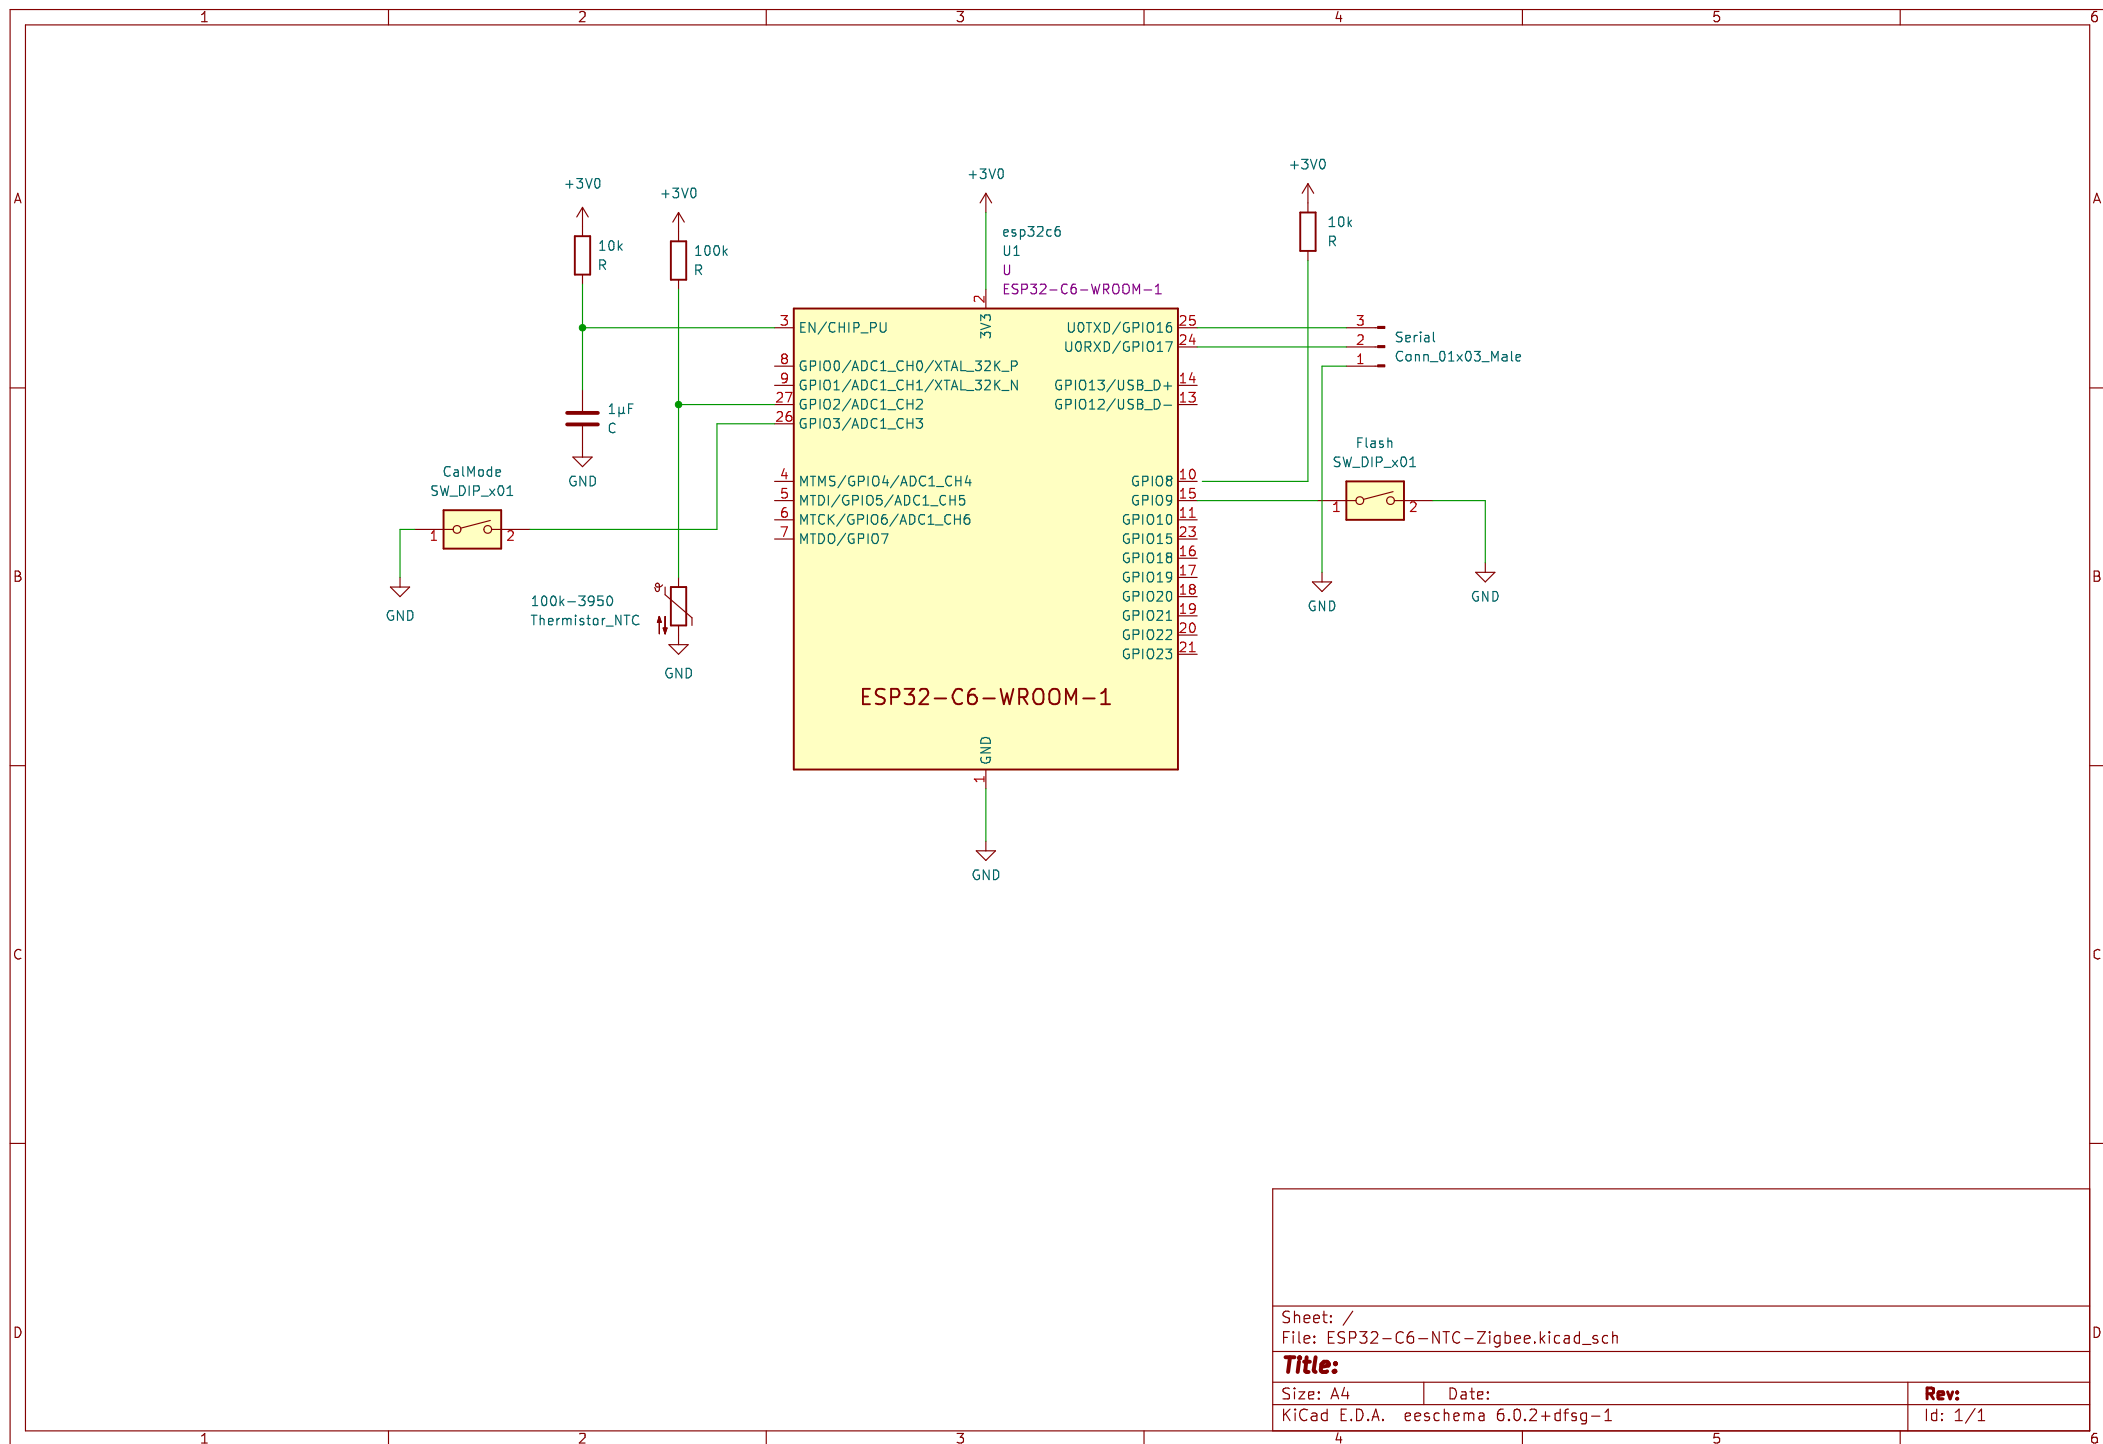 1 2 3 4 5 6
A A
B B
C C
D D
+3V0
10k
R
+3V0
100k
R
+3V0
esp32c6
U1
U
ESP32-C6-WROOM-1
+3V0
10k
R
1µF
C
GND
CalMode
SW_DIP_x01
1 2
GND
100k-3950
Thermistor_NTC
GND
2
3V3
3 EN/CHIP_PU
8 GPIO0/ADC1_CH0/XTAL_32K_P
9 GPIO1/ADC1_CH1/XTAL_32K_N
27 GPIO2/ADC1_CH2
26 GPIO3/ADC1_CH3
4 MTMS/GPIO4/ADC1_CH4
5 MTDI/GPIO5/ADC1_CH5
6 MTCK/GPIO6/ADC1_CH6
7 MTDO/GPIO7
U0TXD/GPIO16 25
U0RXD/GPIO17 24
GPIO13/USB_D+ 14
GPIO12/USB_D- 13
GPIO8 10
GPIO9 15
GPIO10 11
GPIO15 23
GPIO18 16
GPIO19 17
GPIO20 18
GPIO21 19
GPIO22 20
GPIO23 21
ESP32-C6-WROOM-1
GND
1
GND
3
2
1
Serial
Conn_01x03_Male
Flash
SW_DIP_x01
1 2
GND
GND
Sheet: /
File: ESP32-C6-NTC-Zigbee.kicad_sch
Title:
Size: A4 Date: Rev:
KiCad E.D.A. eeschema 6.0.2+dfsg-1 Id: 1/1
1 2 3 4 5 6